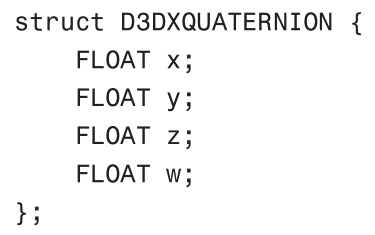 struct D3DXQUATERNION {
    FLOAT x;
    FLOAT y;
    FLOAT z;
    FLOAT w;
};